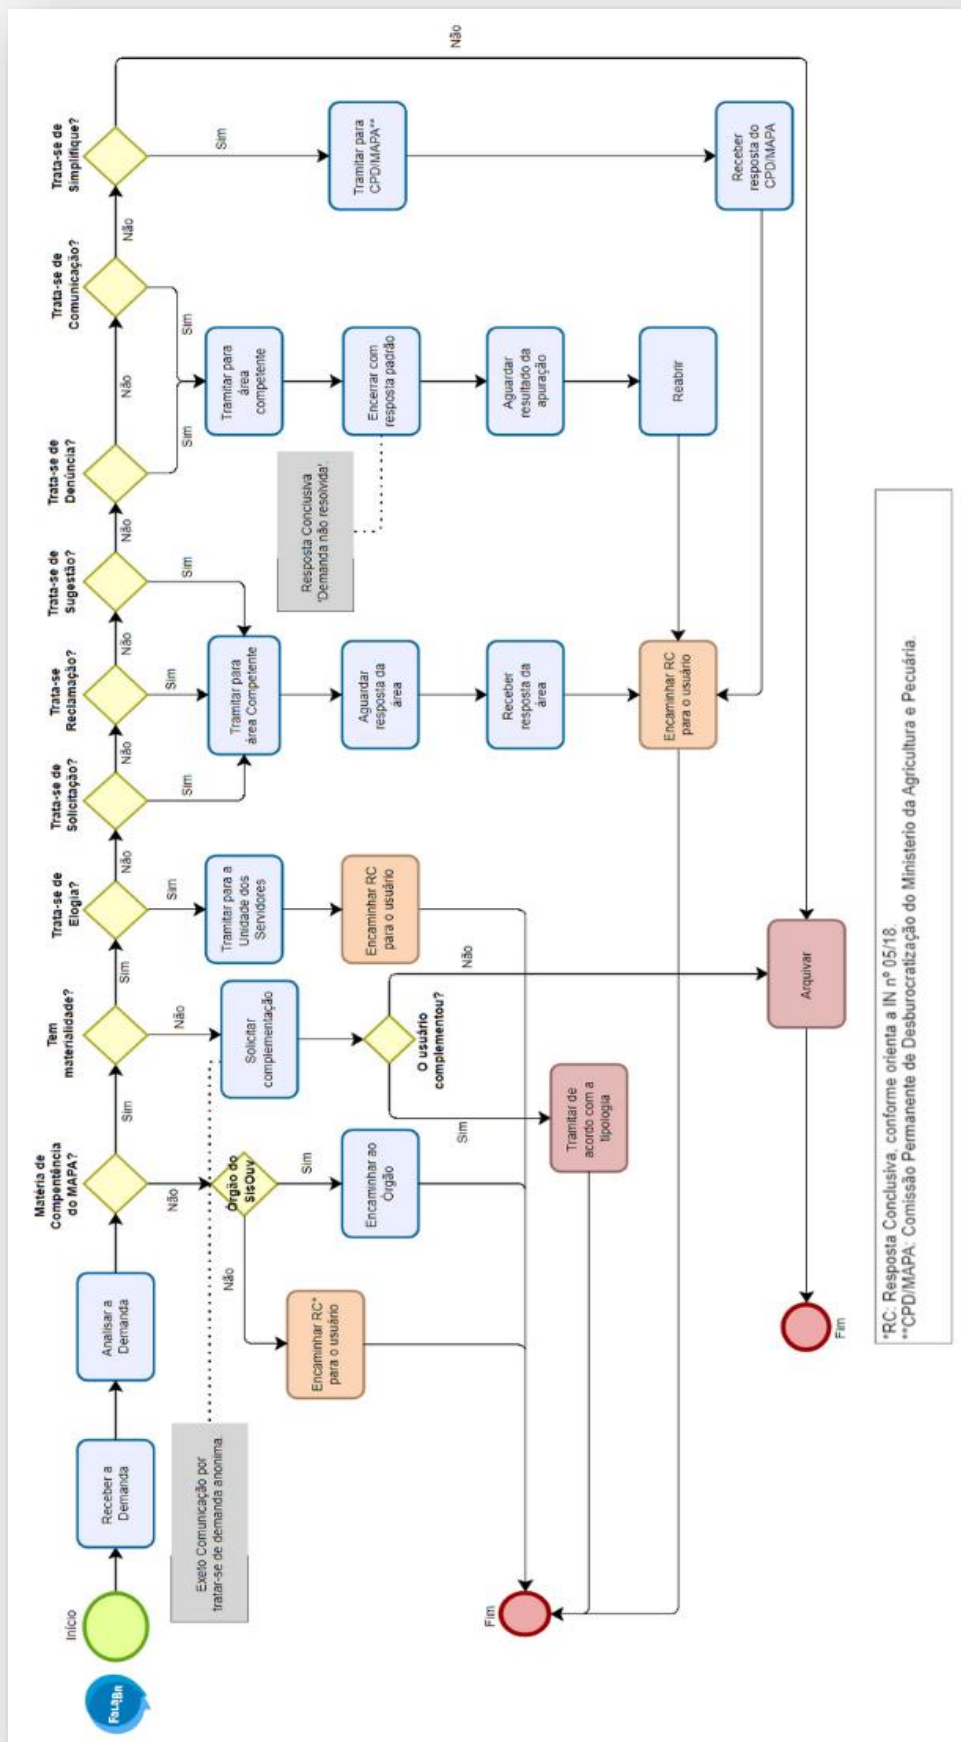 FALA.BR
Início
Receber a
Demanda
Analisar a
Demanda
Matéria de
Compentência
do MAPA?
Sim
Não
Tem
materialidade?
Sim
Não
Trata-se de
Elogia?
Não
Sim
Trata-se de
Solicitação?
Não
Sim
Trata-se
Reclamação?
Não
Sim
Trata-se de
Sugestão?
Não
Sim
Trata-se de
Denúncia?
Não
Sim
Trata-se de
Comunicação?
Não
Sim
Trata-se de
Simplifique?
Sim
Não
Exeto Comunicação por
tratar-se de demanda anonima.
Órgão do
SisOuv
Sim
Não
Encaminhar RC*
para o usuário
Encaminhar ao
Órgão
Solicitar
complementação
O usuário
complementou?
Sim
Não
Tramitar de
acordo com a
tipologia
Tramitar para a
Unidade dos
Servidores
Encaminhar RC
para o usuário
Tramitar para
área Competente
Aguardar
resposta da
área
Receber
resposta da
área
Encaminhar RC
para o usuário
Tramitar para
área
competente
Encerrar com
resposta padrão
Resposta Conclusiva
'Demanda não resolvida'.
Aguardar
resultado da
apuração
Reabrir
Tramitar para
CPD/MAPA**
Receber
resposta do
CPD/MAPA
Arquivar
Fim
Fim
*RC: Resposta Conclusiva, conforme orienta a IN nº 05/18.
**CPD/MAPA: Comissão Permanente de Desburocratização do Ministerio da Agricultura e Pecuária.